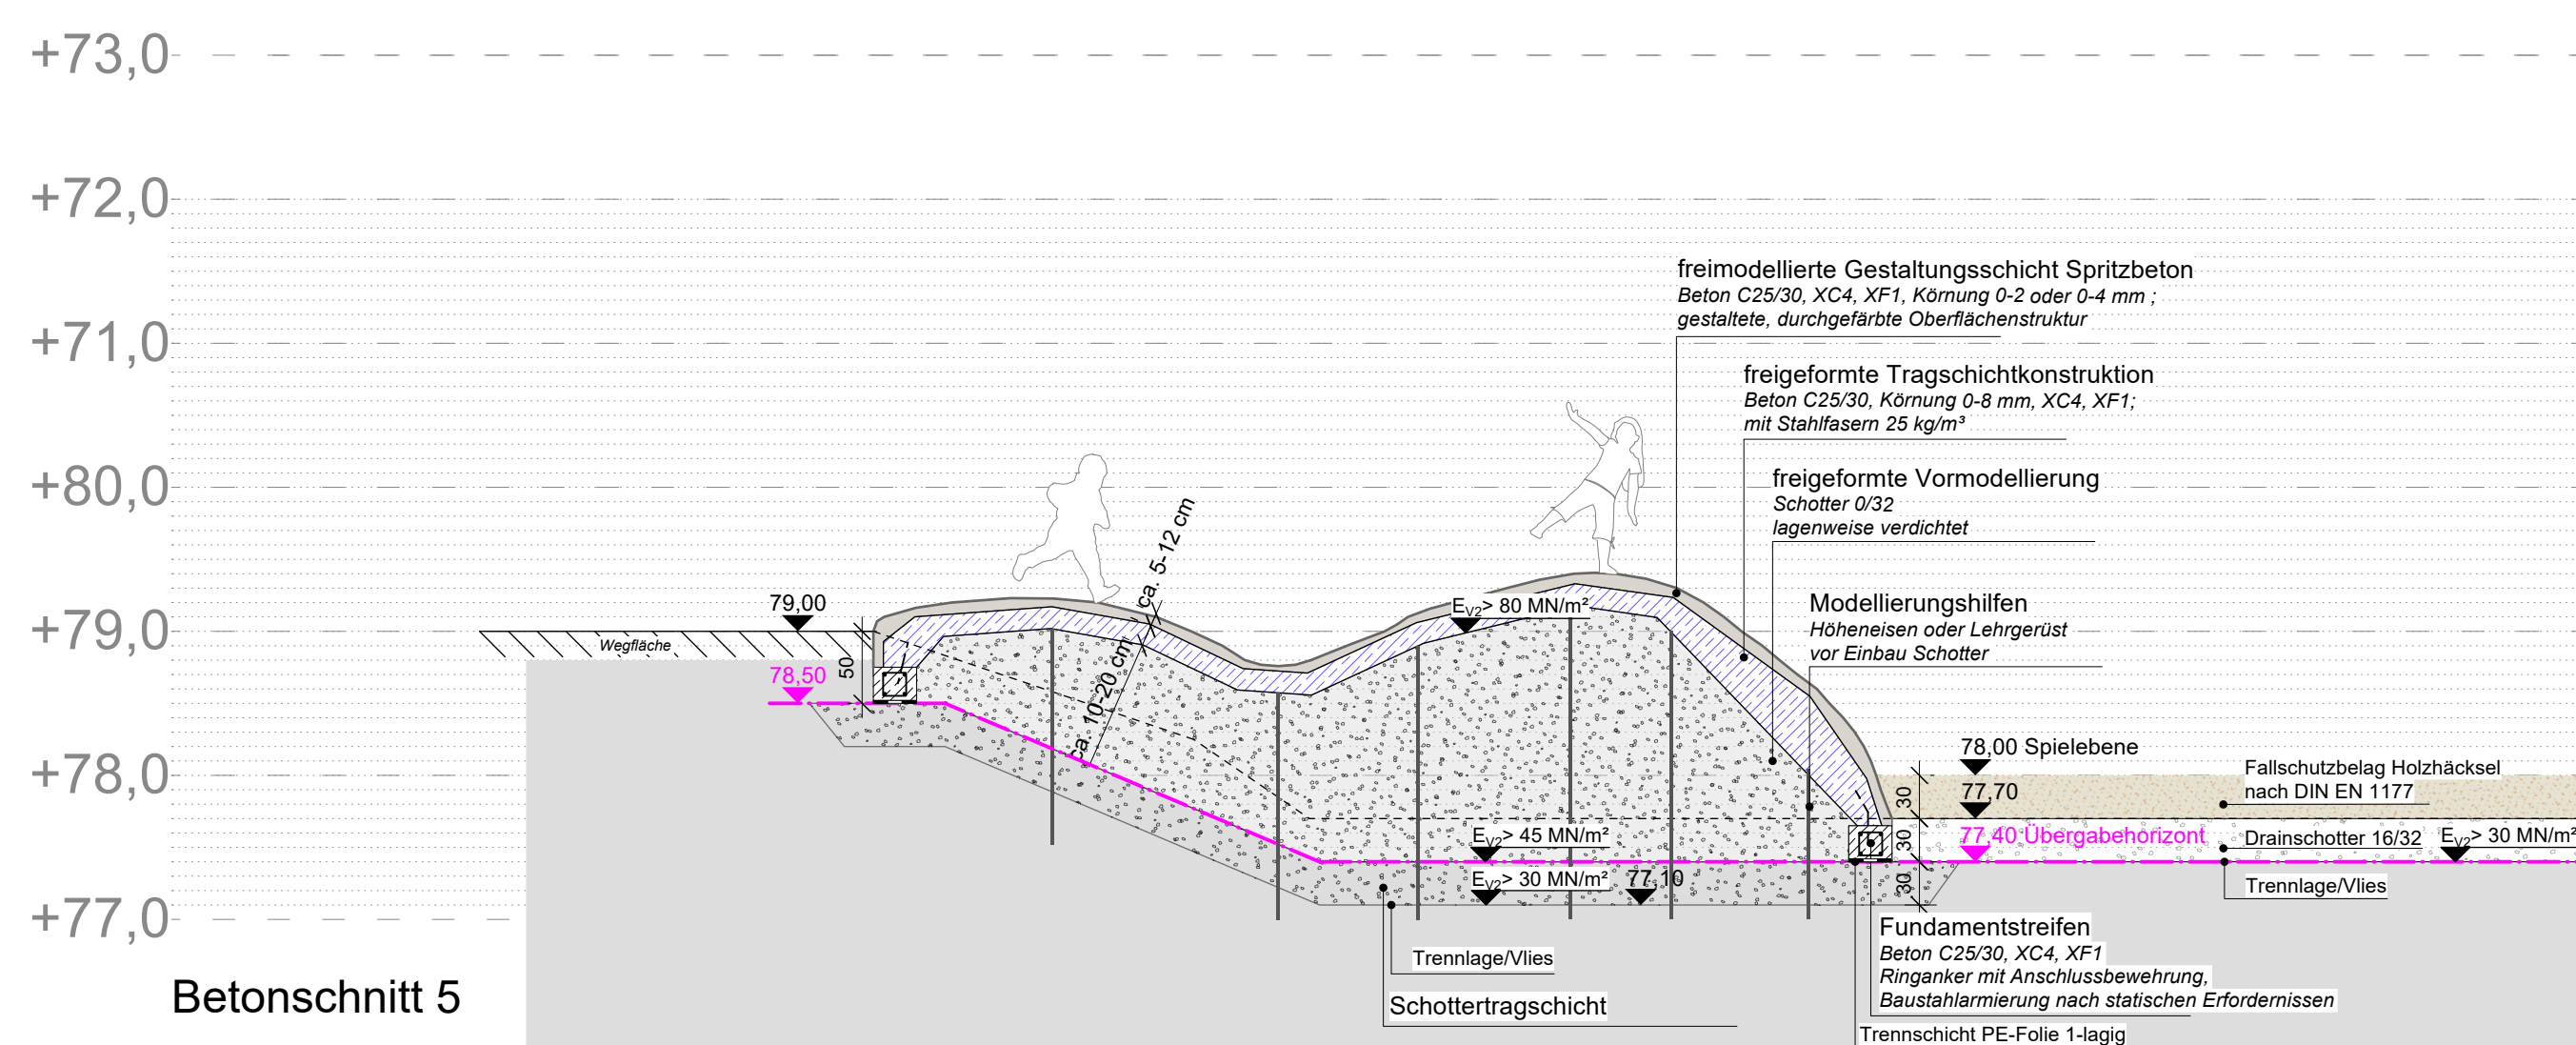 +73,0
+72,0
+71,0
+80,0
+79,0
+78,0
+77,0
freimodellierte Gestaltungsschicht Spritzbeton
Beton C25/30, XC4, XF1, Körnung 0-2 oder 0-4 mm ;
gestaltete, durchgefärbte Oberflächenstruktur
freigeformte Tragschichtkonstruktion
Beton C25/30, Körnung 0-8 mm, XC4, XF1;
mit Stahlfasern 25 kg/m³
freigeformte Vormodellierung
Schotter 0/32
lagenweise verdichtet
Modellierungshilfen
Höheneisen oder Lehrgerüst
vor Einbau Schotter
79,00
Wegfläche
78,50
50
ca. 5-12 cm
ca. 10-20 cm
EV2> 80 MN/m²
EV2> 45 MN/m²
EV2> 30 MN/m²
77,10
78,00 Spielebene
77,70
77,40 Übergabehorizont
30
30
30
Fallschutzbelag Holzhäcksel
nach DIN EN 1177
Drainschotter 16/32
EV2> 30 MN/m²
Trennlage/Vlies
Trennlage/Vlies
Schottertragschicht
Fundamentstreifen
Beton C25/30, XC4, XF1
Ringanker mit Anschlussbewehrung,
Baustahlarmierung nach statischen Erfordernissen
Trennschicht PE-Folie 1-lagig
Betonschnitt 5